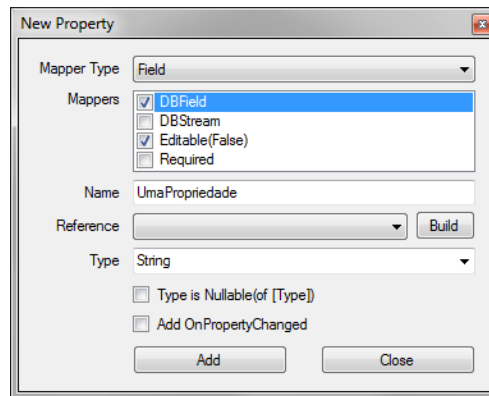 New Property
Mapper Type Field
Mappers DBField
DBStream
Editable(False)
Required
Name UmaPropriedade
Reference Build
Type String
Type is Nullable(of [Type])
Add OnPropertyChanged
Add Close